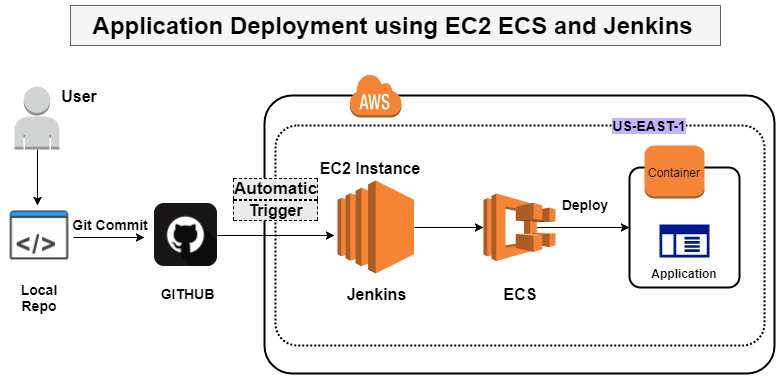 Application Deployment using EC2 ECS and Jenkins
User
AWS
US-EAST-1
EC2 Instance
Container
Automatic
Trigger
Deploy
Git Commit
</>
Application
Local
Repo
GITHUB
Jenkins
ECS